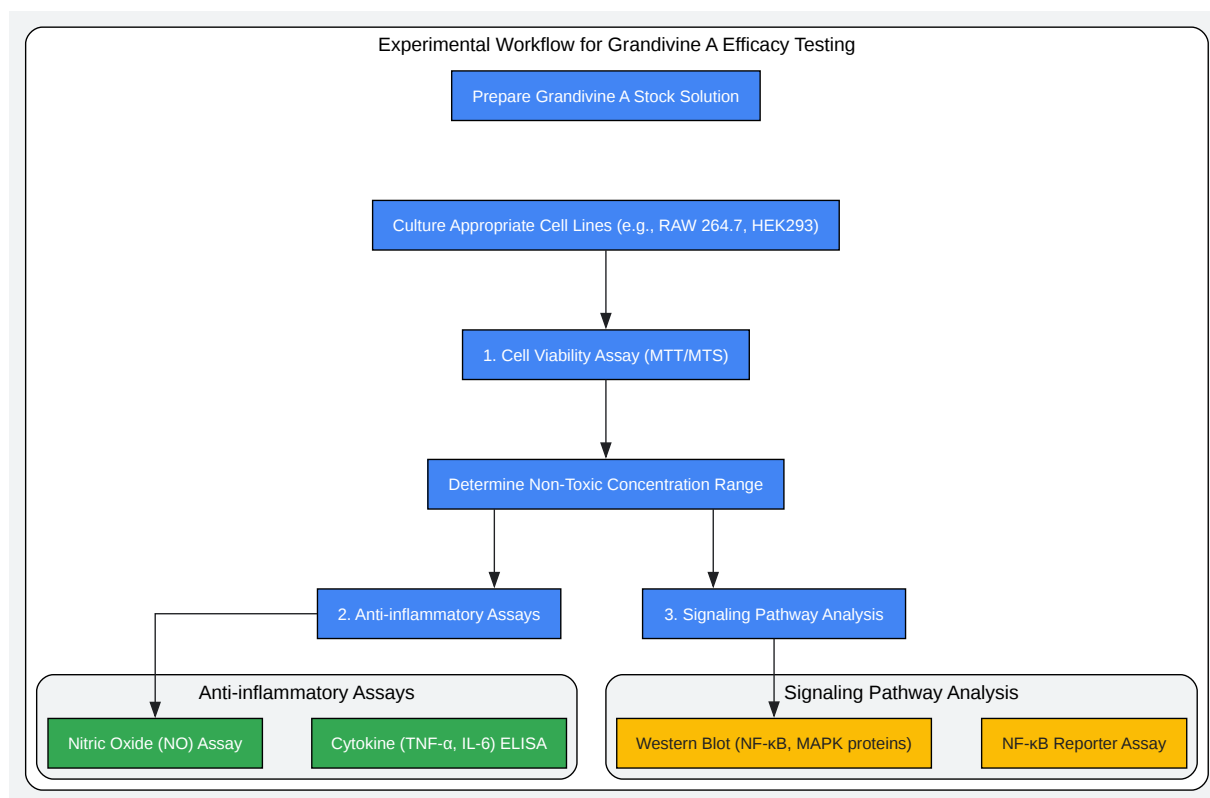 Experimental Workflow for Grandivine A Efficacy Testing
Prepare Grandivine A Stock Solution
Culture Appropriate Cell Lines (e.g., RAW 264.7, HEK293)
1. Cell Viability Assay (MTT/MTS)
Determine Non-Toxic Concentration Range
2. Anti-inflammatory Assays
3. Signaling Pathway Analysis
Anti-inflammatory Assays
Signaling Pathway Analysis
Nitric Oxide (NO) Assay
Cytokine (TNF-α, IL-6) ELISA
Western Blot (NF-κB, MAPK proteins)
NF-κB Reporter Assay